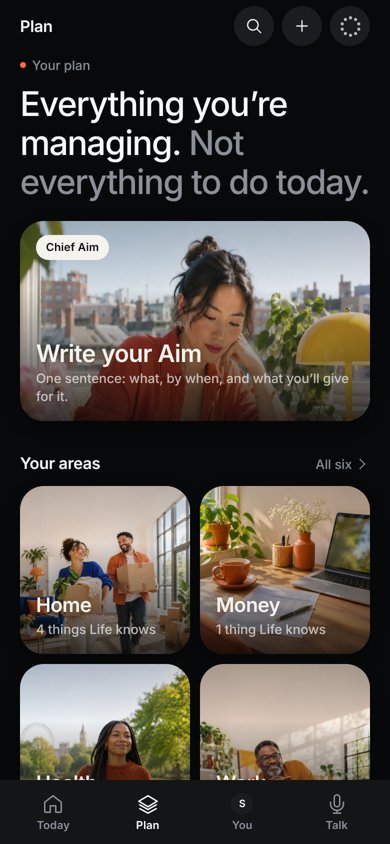 Plan
Your plan
Everything you’re
managing. Not
everything to do today.
Chief Aim
Write your Aim
One sentence: what, by when, and what you’ll give
for it.
Your areas
All six
Home
4 things Life knows
Money
1 thing Life knows
Health
Work
Today
Plan
S
You
Talk